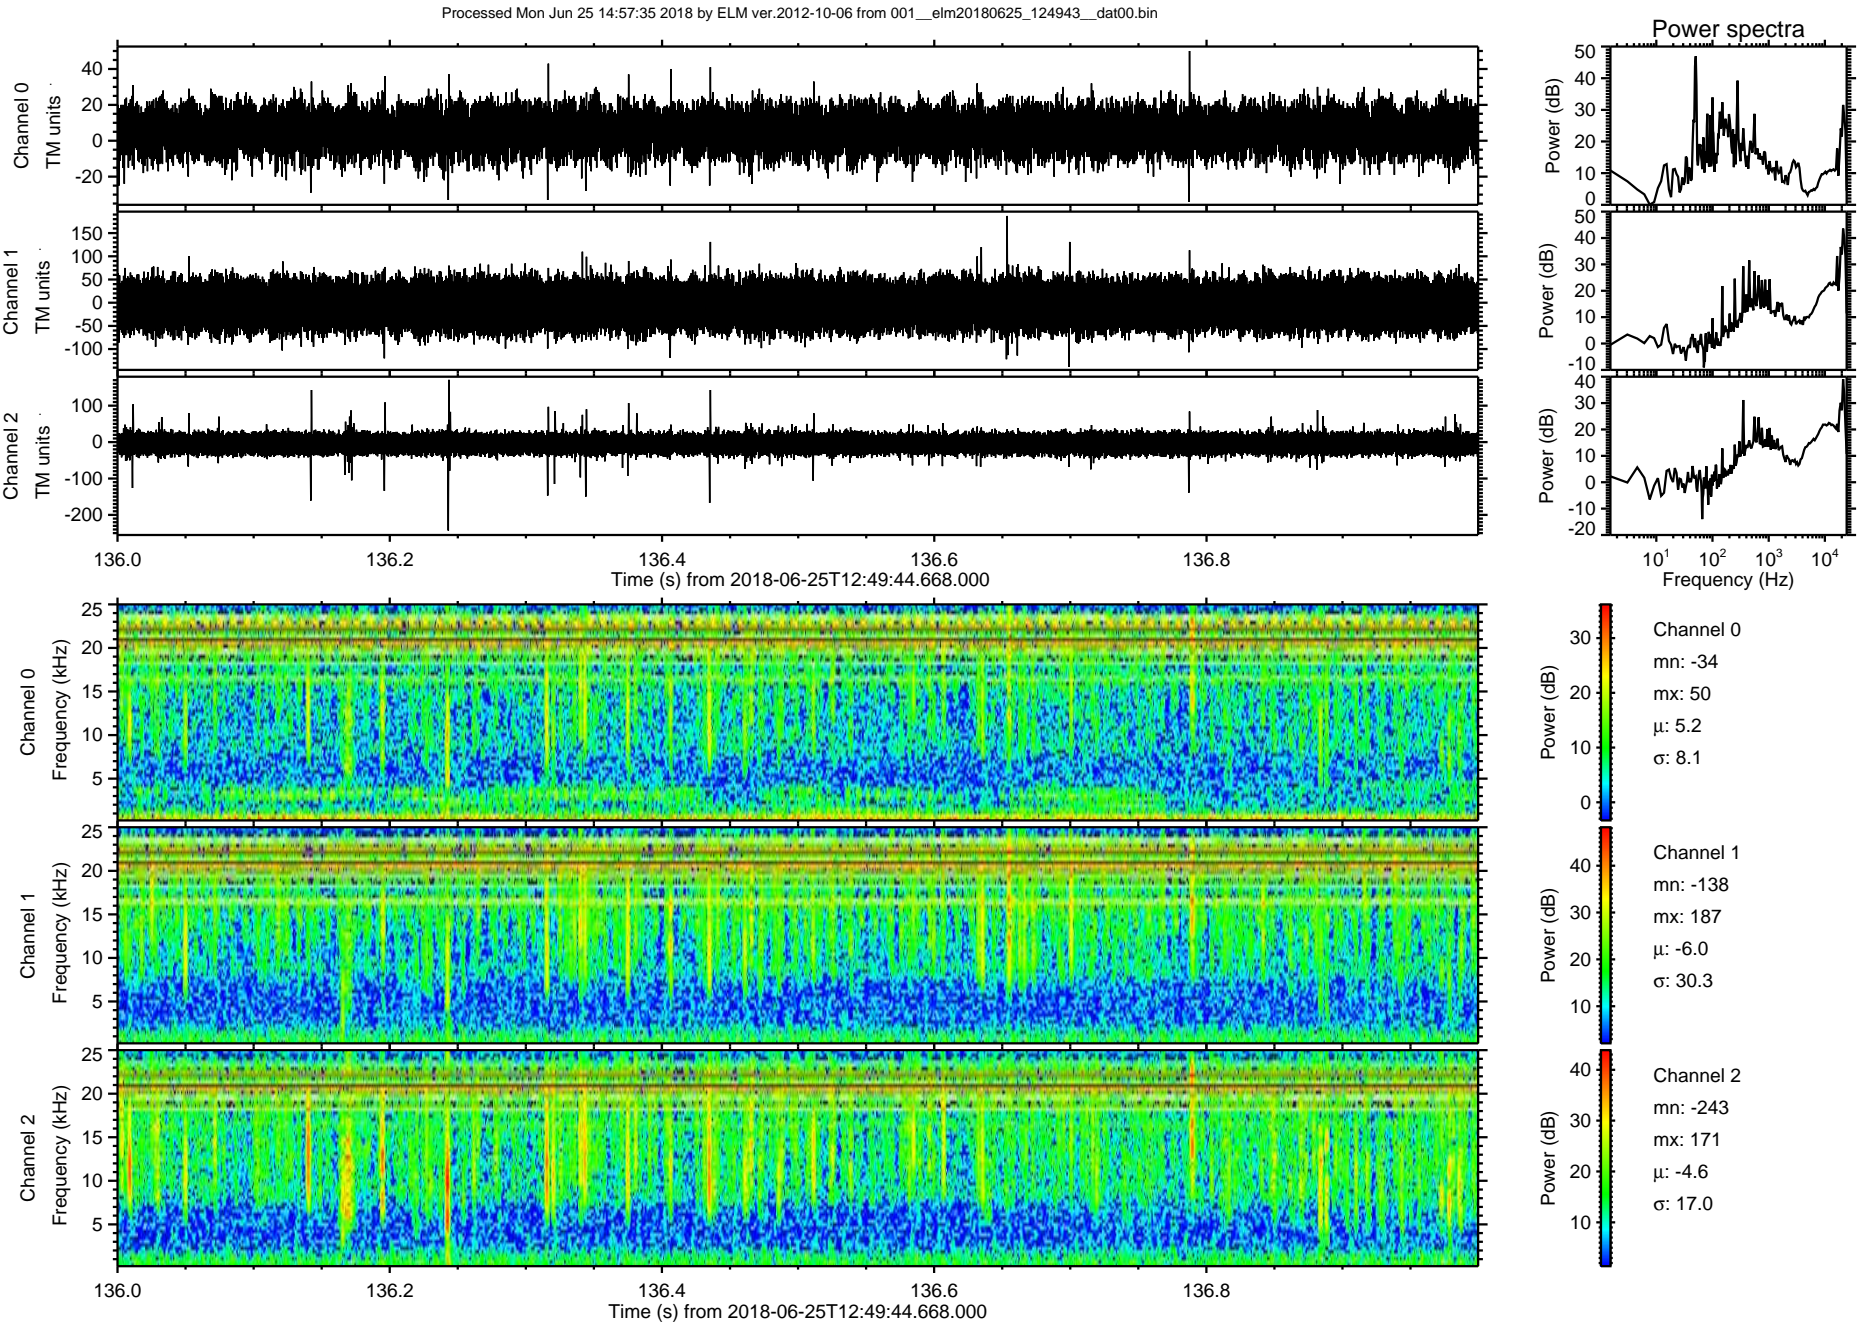 Processed Mon Jun 25 14:57:35 2018 by ELM ver.2012-10-06 from 001__elm20180625_124943__dat00.bin
Power spectra
Channel 0
TM units
40
20
0
-20
Power (dB)
50
40
30
20
10
0
Channel 1
TM units
150
100
50
0
-50
-100
Power (dB)
50
40
30
20
10
0
-10
Channel 2
TM units
100
0
-100
-200
Power (dB)
40
30
20
10
0
-10
-20
136.0 136.2 136.4 136.6 136.8
Time (s) from 2018-06-25T12:49:44.668.000
10¹ 10² 10³ 10⁴
Frequency (Hz)
Channel 0
Frequency (kHz)
25
20
15
10
5
Power (dB)
30
20
10
0
Channel 0
mn: -34
mx: 50
μ: 5.2
σ: 8.1
Channel 1
Frequency (kHz)
25
20
15
10
5
Power (dB)
40
30
20
10
Channel 1
mn: -138
mx: 187
μ: -6.0
σ: 30.3
Channel 2
Frequency (kHz)
25
20
15
10
5
Power (dB)
40
30
20
10
Channel 2
mn: -243
mx: 171
μ: -4.6
σ: 17.0
136.0 136.2 136.4 136.6 136.8
Time (s) from 2018-06-25T12:49:44.668.000